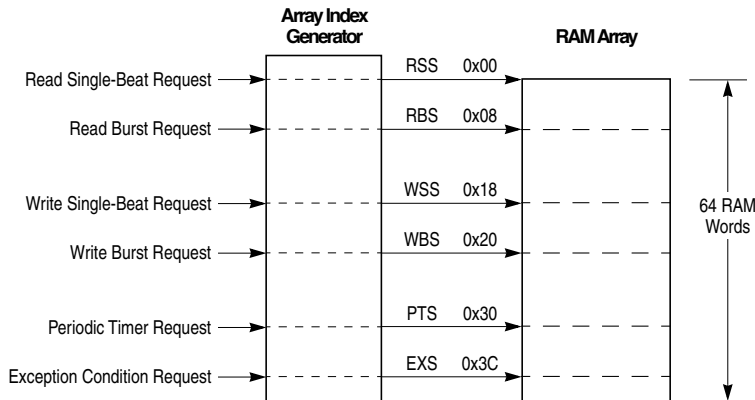 Array Index
Generator
RAM Array
Read Single-Beat Request
RSS 0x00
Read Burst Request
RBS 0x08
Write Single-Beat Request
WSS 0x18
64 RAM
Words
Write Burst Request
WBS 0x20
Periodic Timer Request
PTS 0x30
Exception Condition Request
EXS 0x3C